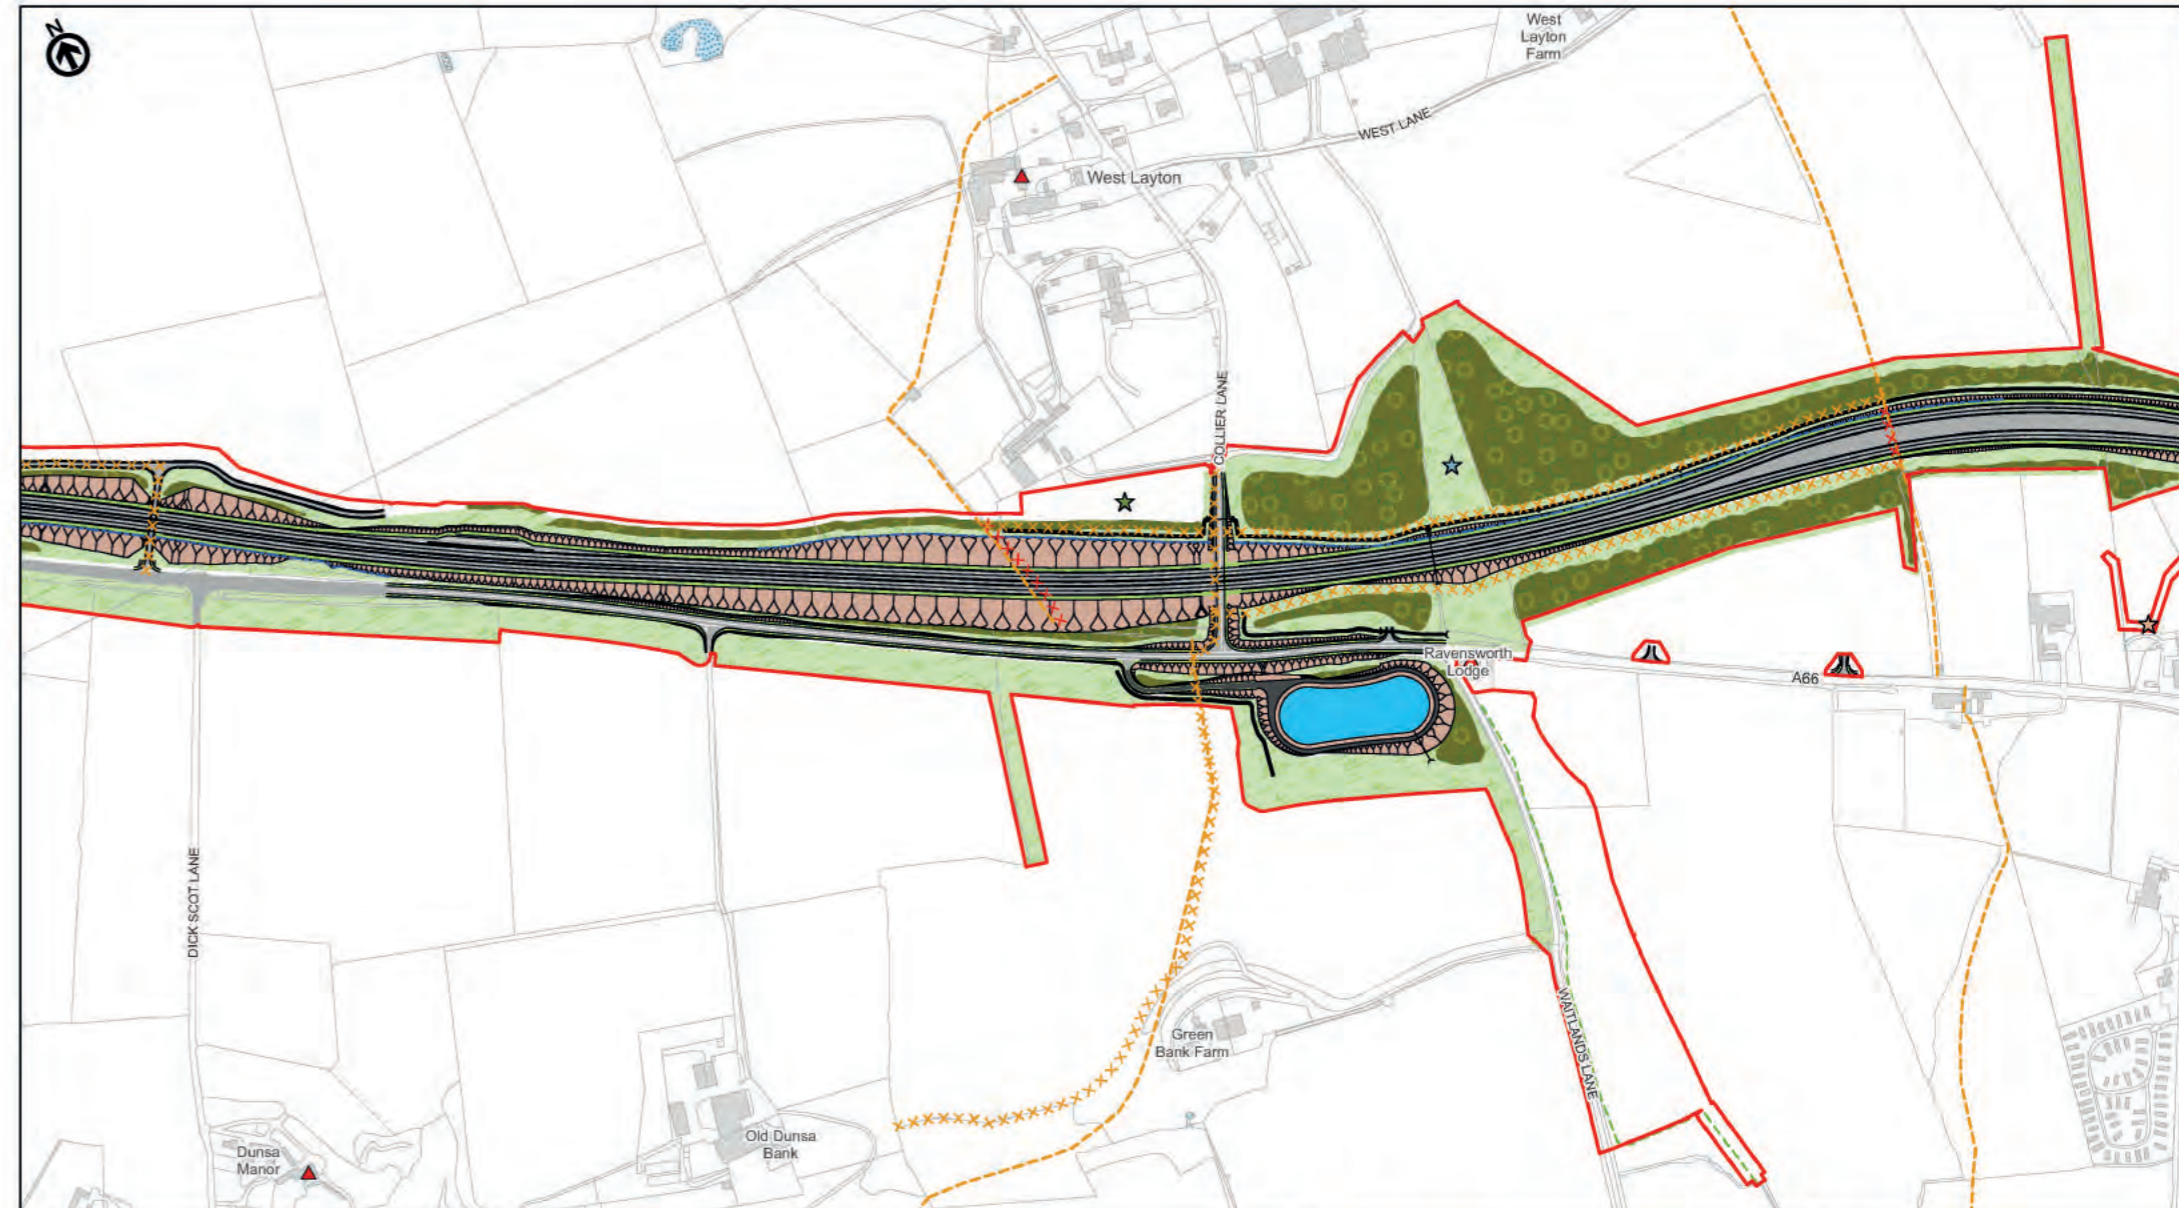 N
West
Layton
Farm
WEST LANE
West Layton
COLLIER LANE
Ravensworth
Lodge
A66
DICK SCOT LANE
WAITLANDS LANE
Green
Bank Farm
Old Dunsa
Bank
Dunsa
Manor